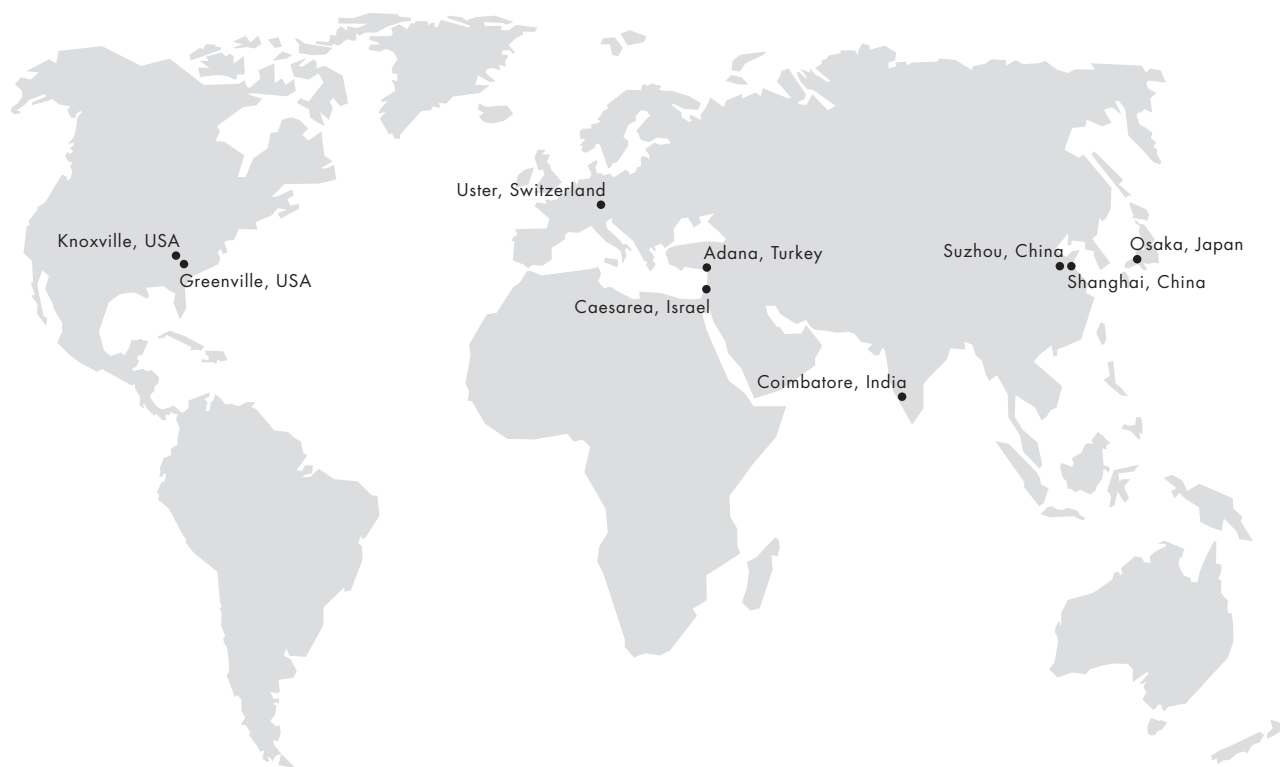 Uster, Switzerland
Knoxville, USA
Greenville, USA
Adana, Turkey
Caesarea, Israel
Suzhou, China
Osaka, Japan
Shanghai, China
Coimbatore, India